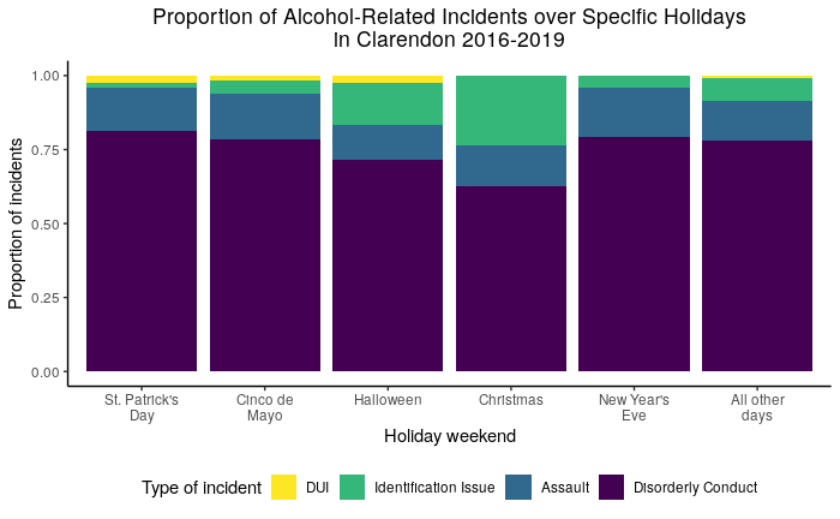 Proportion of Alcohol-Related Incidents over Specific Holidays
in Clarendon 2016-2019
Proportion of incidents
1.00
0.75
0.50
0.25
0.00
St. Patrick's
Day
Cinco de
Mayo
Halloween
Christmas
New Year's
Eve
All other
days
Holiday weekend
Type of incident
DUI
Identification Issue
Assault
Disorderly Conduct